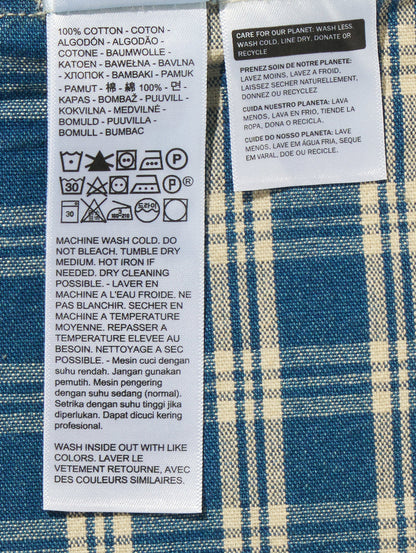 100% COTTON - COTON -
ALGODÓN - ALGODÃO -
COTONE - BAUMWOLLE -
KATOEN - BAWEŁNA - BAVLNA
- ХЛОПОК - ΒΑΜΒΑΚΙ - PAMUK
- PAMUT - 棉 - 綿 100% - 면 -
KAPAS - BOMBAŽ - PUUVILL -
KOKVILNA - MEDVILNĖ -
BOMULD - PUUVILLA -
BOMULL - BUMBAC
30
30
드라이
MACHINE WASH COLD. DO
NOT BLEACH. TUMBLE DRY
MEDIUM. HOT IRON IF
NEEDED. DRY CLEANING
POSSIBLE. - LAVER EN
MACHINE A L'EAU FROIDE. NE
PAS BLANCHIR. SECHER EN
MACHINE A TEMPERATURE
MOYENNE. REPASSER A
TEMPERATURE ELEVEE AU
BESOIN. NETTOYAGE A SEC
POSSIBLE. - Mesin cuci dengan
suhu rendah. Jangan gunakan
pemutih. Mesin pengering
dengan suhu sedang (normal).
Setrika dengan suhu tinggi jika
diperlukan. Dapat dicuci kering
profesional.
WASH INSIDE OUT WITH LIKE
COLORS. LAVER LE
VETEMENT RETOURNE, AVEC
DES COULEURS SIMILAIRES.
CARE FOR OUR PLANET: WASH LESS,
WASH COLD, LINE DRY, DONATE OR
RECYCLE
PRENEZ SOIN DE NOTRE PLANETE:
LAVEZ MOINS, LAVEZ A FROID,
LAISSEZ SECHER NATURELLEMENT,
DONNEZ OU RECYCLEZ
CUIDA NUESTRO PLANETA: LAVA
MENOS, LAVA EN FRIO, TIENDE LA
ROPA, DONA O RECICLA.
CUIDE DO NOSSO PLANETA: LAVE
MENOS, LAVE EM ÁGUA FRIA, SEQUE
EM VARAL, DOE OU RECICLE.